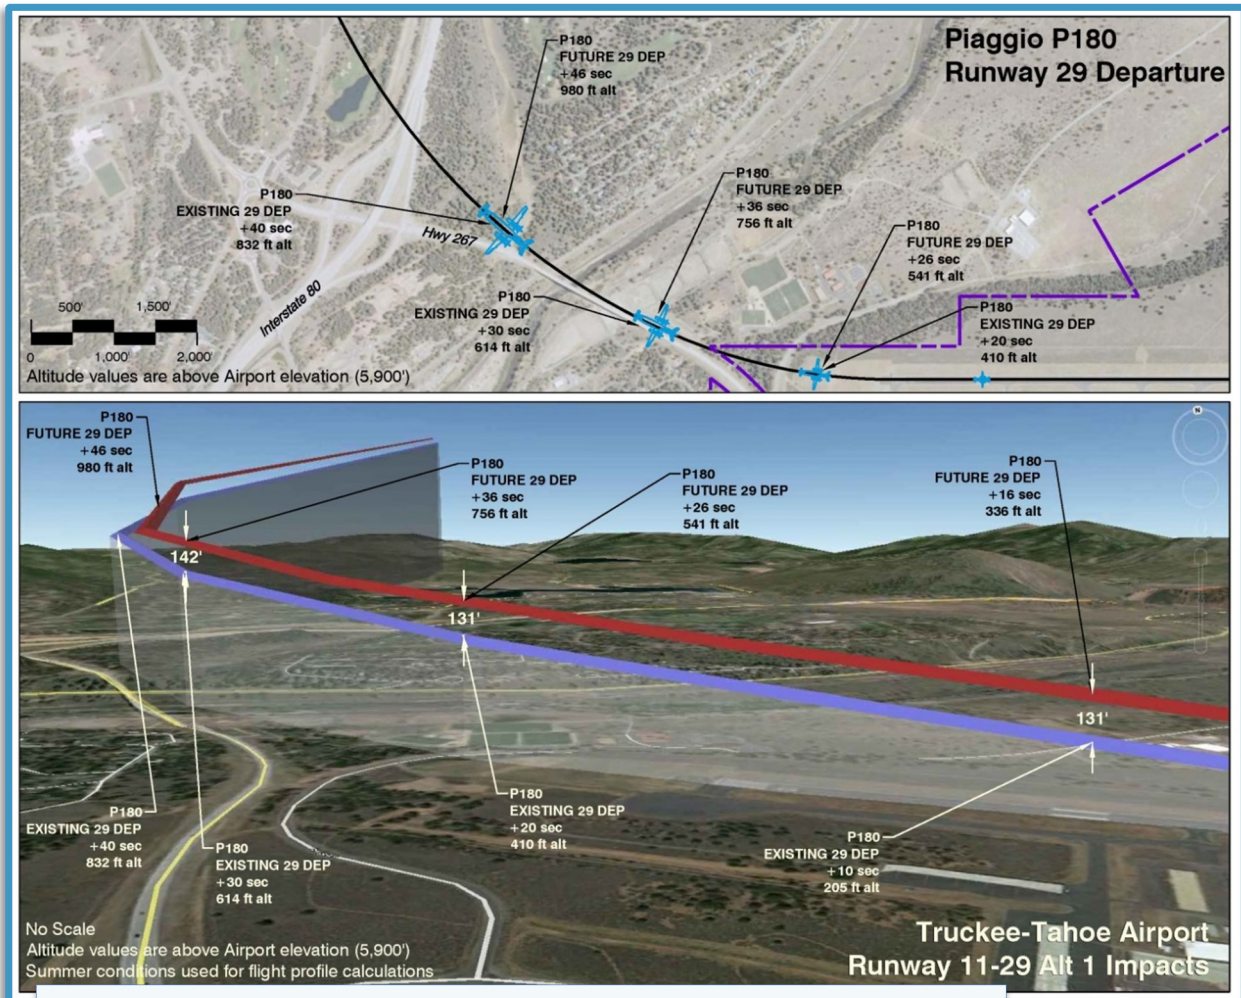 Piaggio P180
Runway 29 Departure
P180
FUTURE 29 DEP
+46 sec
980 ft alt
P180
EXISTING 29 DEP
+40 sec
832 ft alt
P180
FUTURE 29 DEP
+36 sec
756 ft alt
P180
FUTURE 29 DEP
+26 sec
541 ft alt
Hwy 267
Interstate 80
P180
EXISTING 29 DEP
+30 sec
614 ft alt
P180
EXISTING 29 DEP
+20 sec
410 ft alt
500' 1,500'
0 1,000' 2,000'
Altitude values are above Airport elevation (5,900')
N
P180
FUTURE 29 DEP
+46 sec
980 ft alt
P180
FUTURE 29 DEP
+36 sec
756 ft alt
P180
FUTURE 29 DEP
+26 sec
541 ft alt
P180
FUTURE 29 DEP
+16 sec
336 ft alt
142'
131'
131'
P180
EXISTING 29 DEP
+40 sec
832 ft alt
P180
EXISTING 29 DEP
+30 sec
614 ft alt
P180
EXISTING 29 DEP
+20 sec
410 ft alt
P180
EXISTING 29 DEP
+10 sec
205 ft alt
No Scale
Altitude values are above Airport elevation (5,900')
Summer conditions used for flight profile calculations
Truckee-Tahoe Airport
Runway 11-29 Alt 1 Impacts